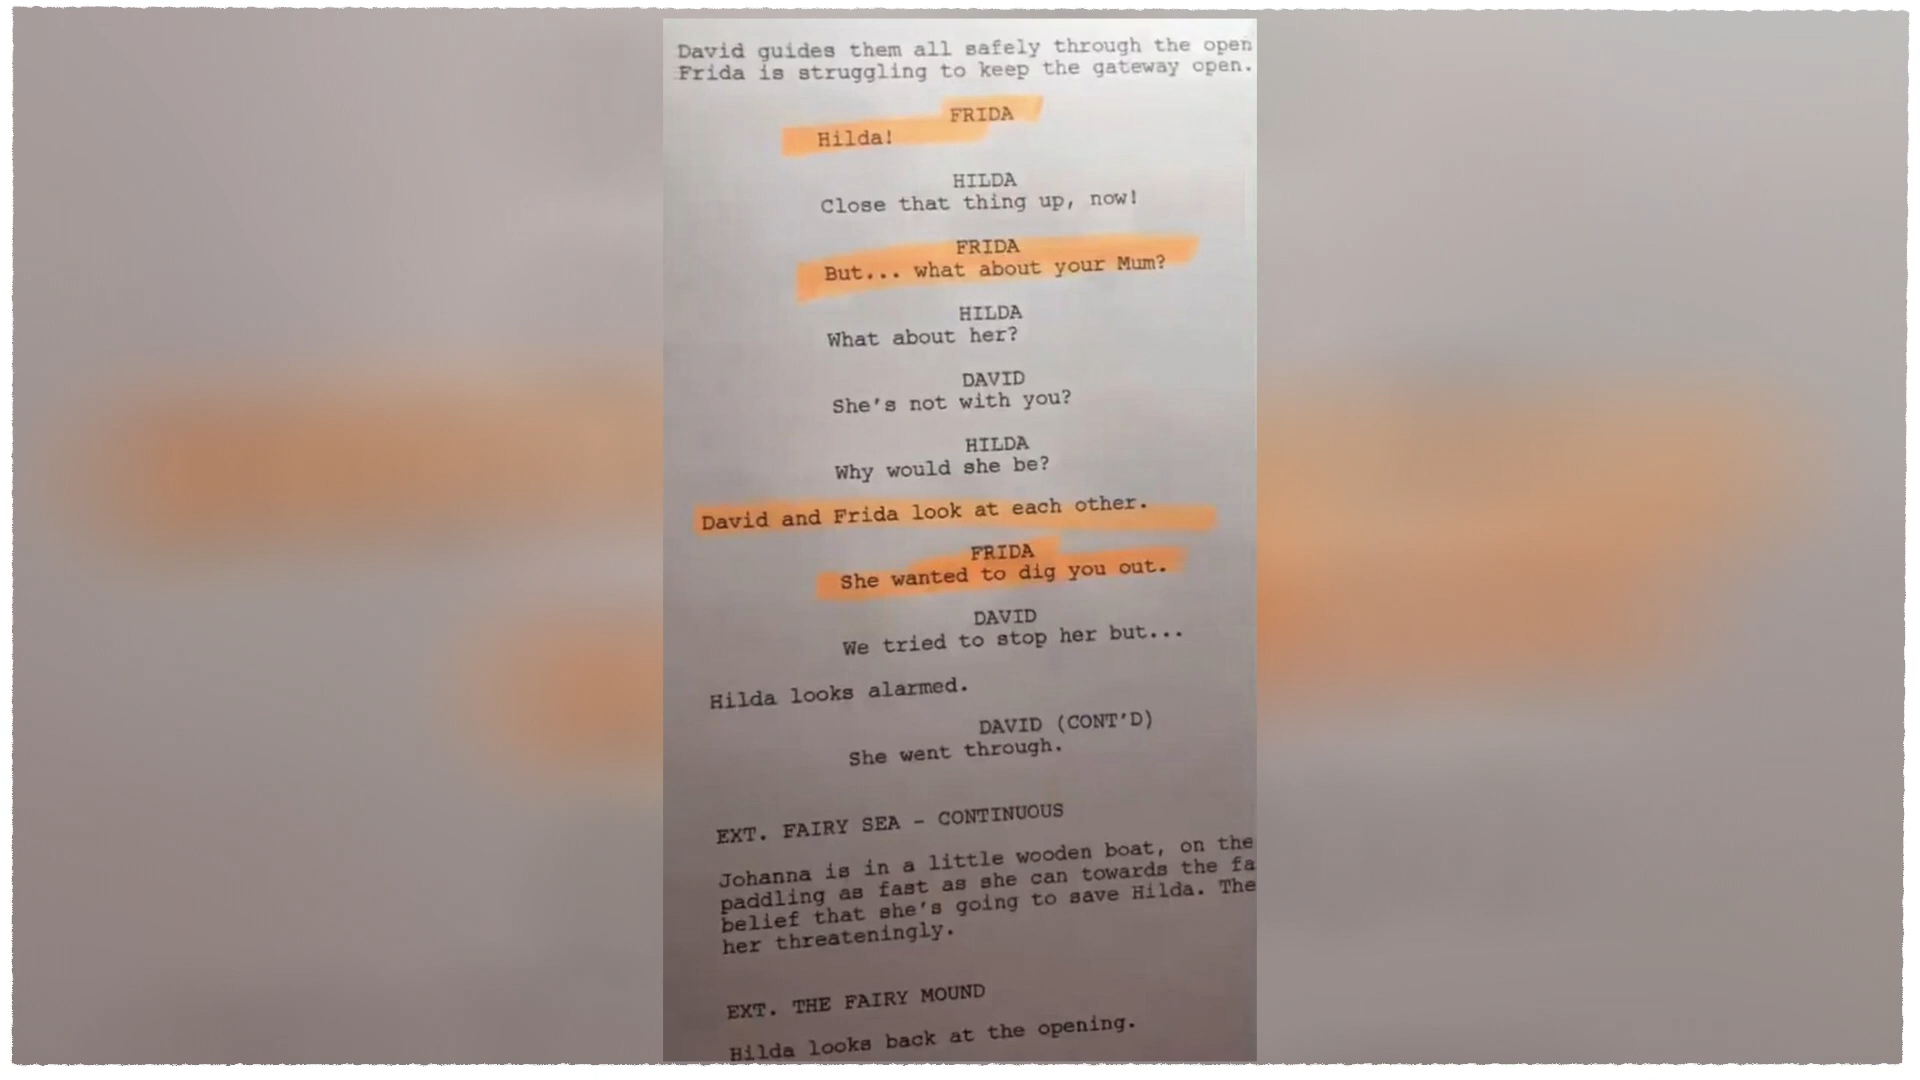 David guides them all safely through the open
Frida is struggling to keep the gateway open.
FRIDA
Hilda!
HILDA
Close that thing up, now!
FRIDA
But... what about your Mum?
HILDA
What about her?
DAVID
She's not with you?
HILDA
Why would she be?
David and Frida look at each other.
FRIDA
She wanted to dig you out.
DAVID
We tried to stop her but...
Hilda looks alarmed.
DAVID (CONT'D)
She went through.
EXT. FAIRY SEA - CONTINUOUS
Johanna is in a little wooden boat, on the
paddling as fast as she can towards the fa
belief that she's going to save Hilda. The
her threateningly.
EXT. THE FAIRY MOUND
Hilda looks back at the opening.